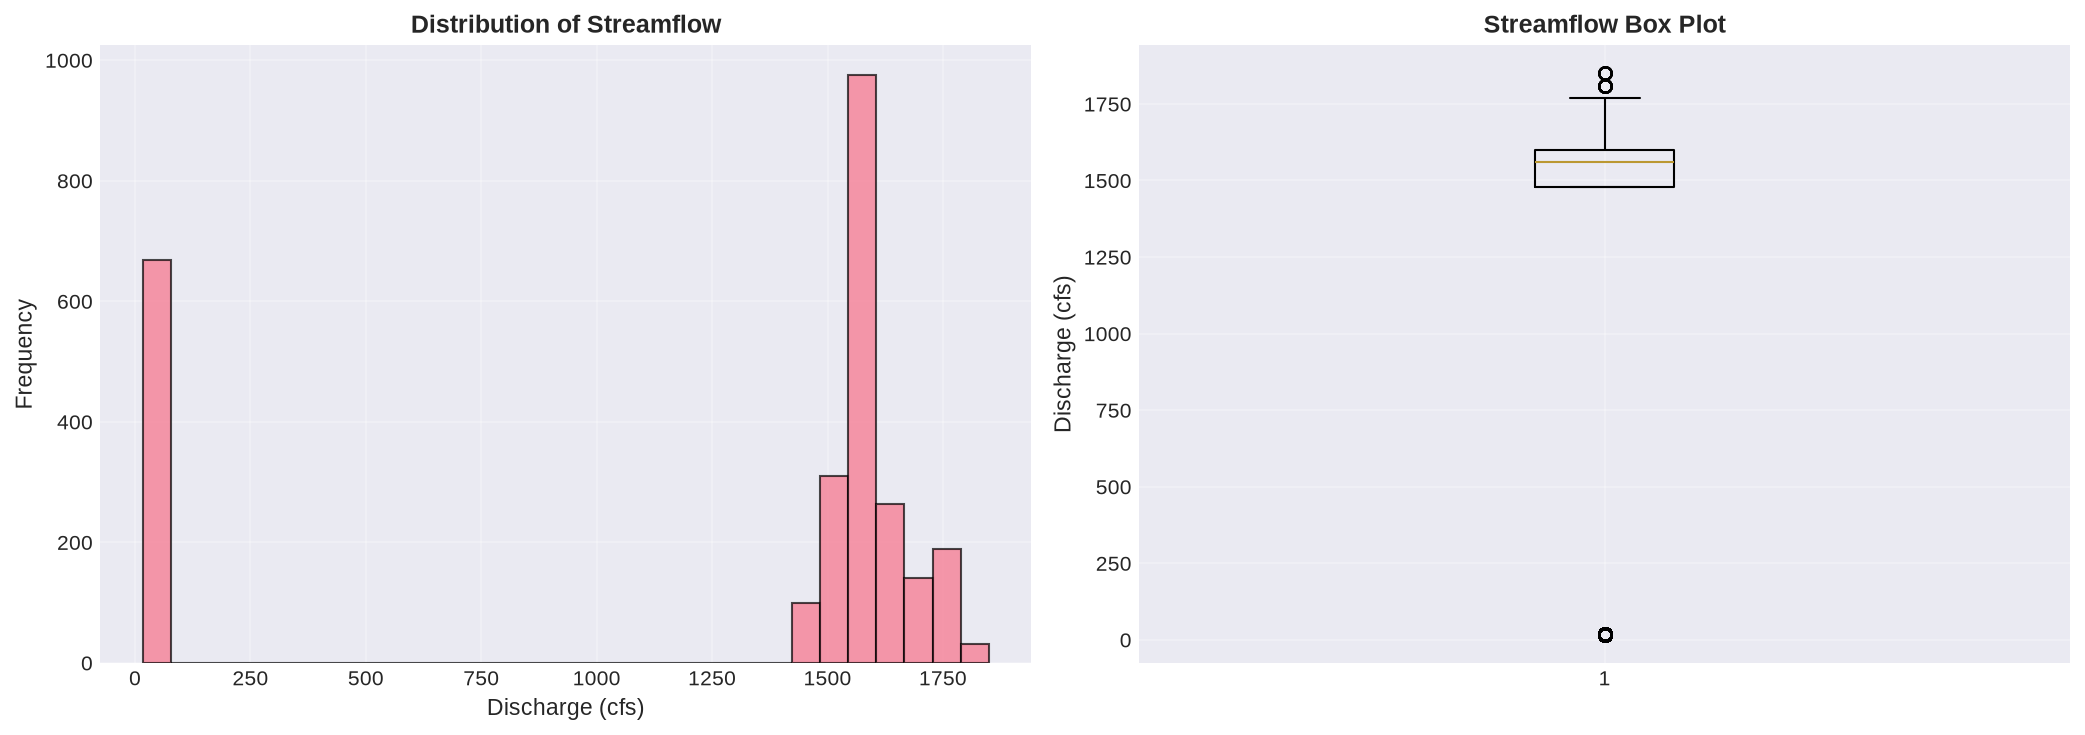 Distribution of Streamflow
1000
800
600
400
200
0
Frequency
0 250 500 750 1000 1250 1500 1750
Discharge (cfs)
Streamflow Box Plot
1750
1500
1250
1000
750
500
250
0
Discharge (cfs)
1